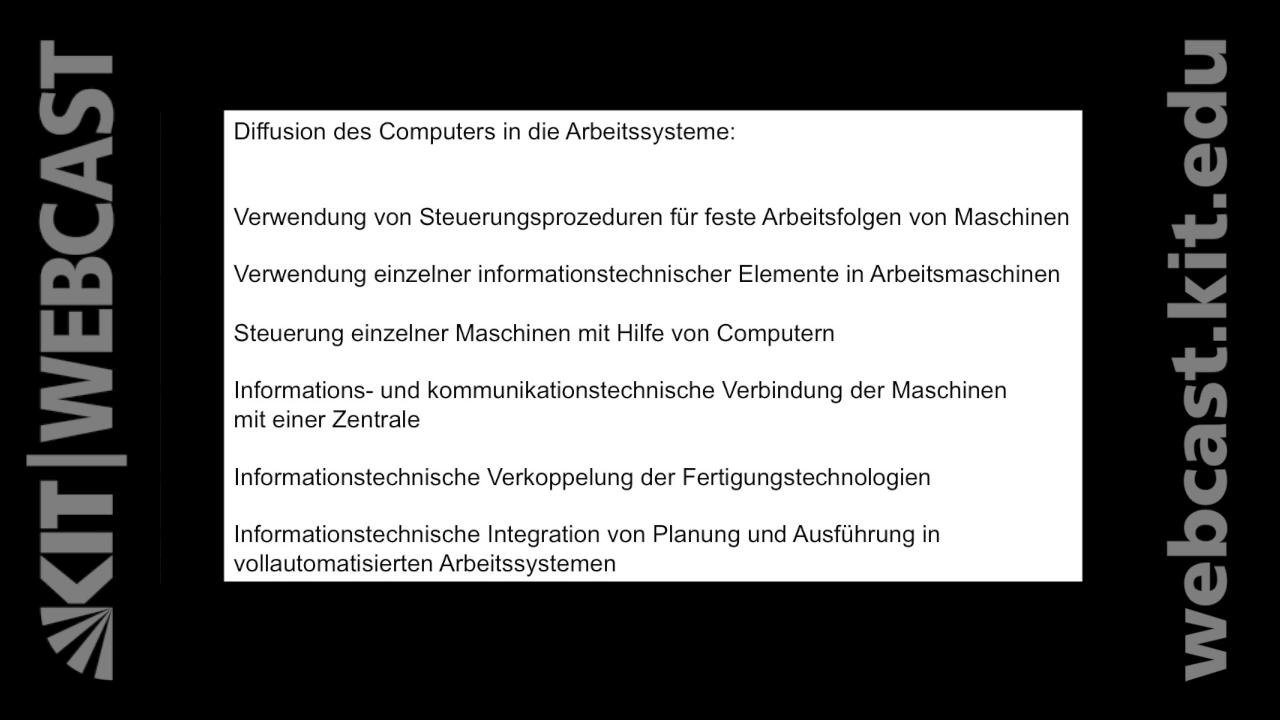 KIT | WEBCAST
Diffusion des Computers in die Arbeitssysteme:
Verwendung von Steuerungsprozeduren für feste Arbeitsfolgen von Maschinen
Verwendung einzelner informationstechnischer Elemente in Arbeitsmaschinen
Steuerung einzelner Maschinen mit Hilfe von Computern
Informations- und kommunikationstechnische Verbindung der Maschinen
mit einer Zentrale
Informationstechnische Verkoppelung der Fertigungstechnologien
Informationstechnische Integration von Planung und Ausführung in
vollautomatisierten Arbeitssystemen
webcast.kit.edu